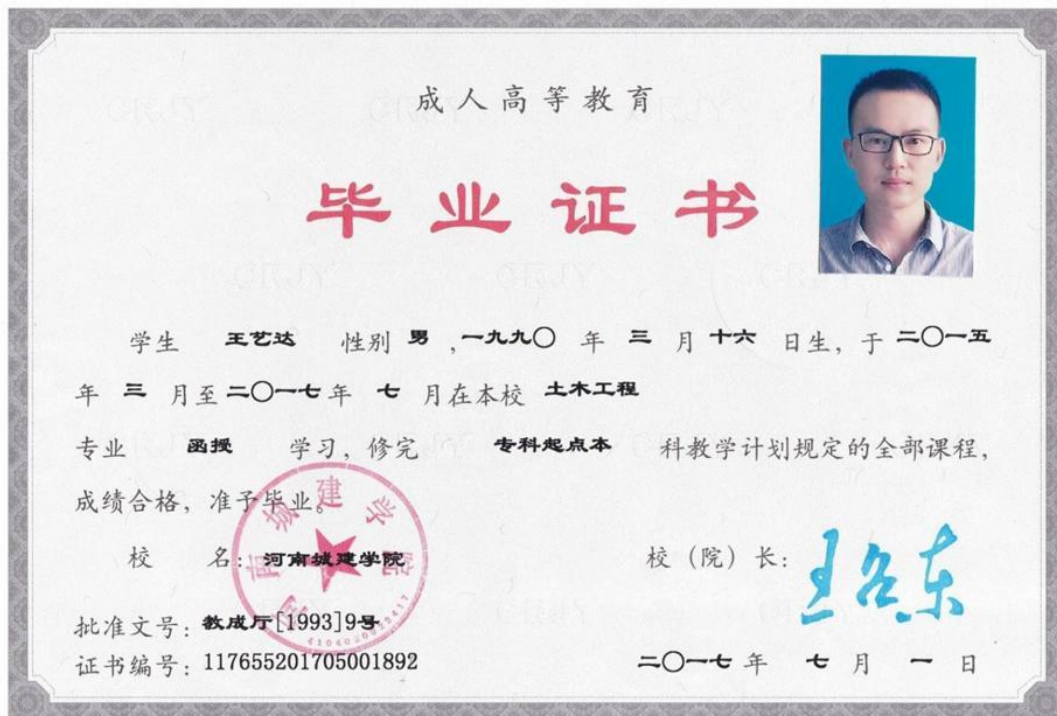 成人高等教育
毕业证书
学生 王艺达 性别 男 ,一九九〇 年 三 月 十六 日生, 于 二〇一五
年 三 月至 二〇一七 年 七 月在本校 土木工程
专业 函授 学习, 修完 专科起点本 科教学计划规定的全部课程,
成绩合格, 准予毕业。
校 名: 河南城建学院
校（院）长:
批准文号: 教成厅[1993]9号
证书编号: 117655201705001892
二〇一七 年 七 月 一 日
河南城建学院